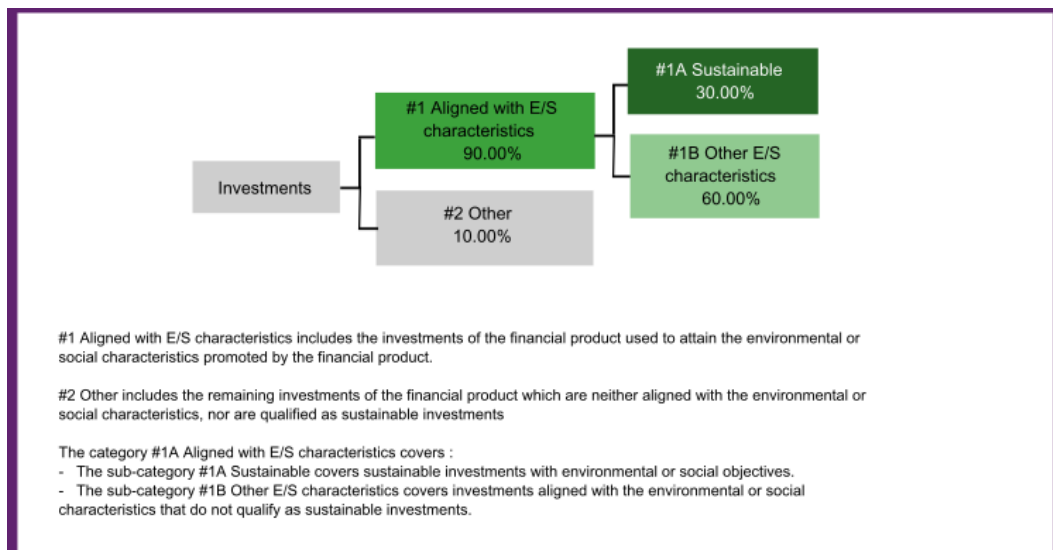 #1A Sustainable
30.00%
#1 Aligned with E/S
characteristics
90.00%
#1B Other E/S
characteristics
60.00%
Investments
#2 Other
10.00%
#1 Aligned with E/S characteristics includes the investments of the financial product used to attain the environmental or
social characteristics promoted by the financial product.
#2 Other includes the remaining investments of the financial product which are neither aligned with the environmental or
social characteristics, nor are qualified as sustainable investments
The category #1A Aligned with E/S characteristics covers :
- The sub-category #1A Sustainable covers sustainable investments with environmental or social objectives.
- The sub-category #1B Other E/S characteristics covers investments aligned with the environmental or social
characteristics that do not qualify as sustainable investments.